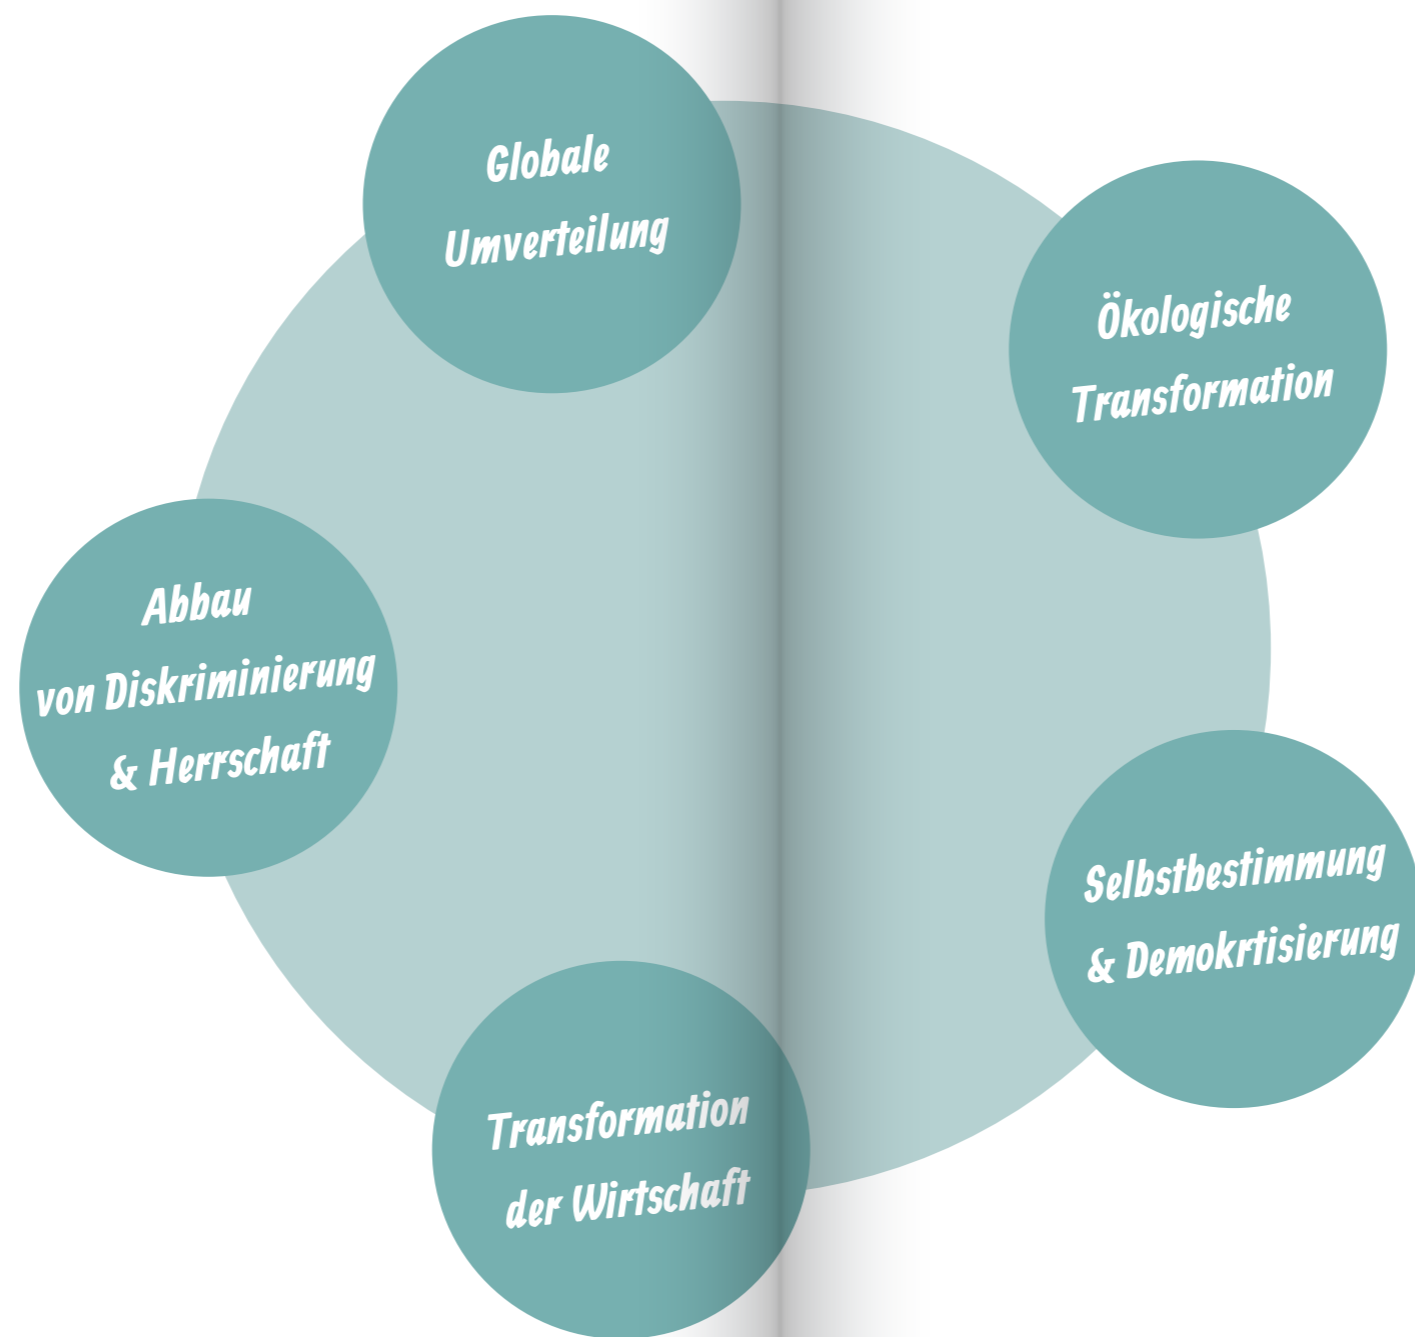 Globale
Umverteilung
Ökologische
Transformation
Abbau
von Diskriminierung
& Herrschaft
Selbstbestimmung
& Demokrtisierung
Transformation
der Wirtschaft